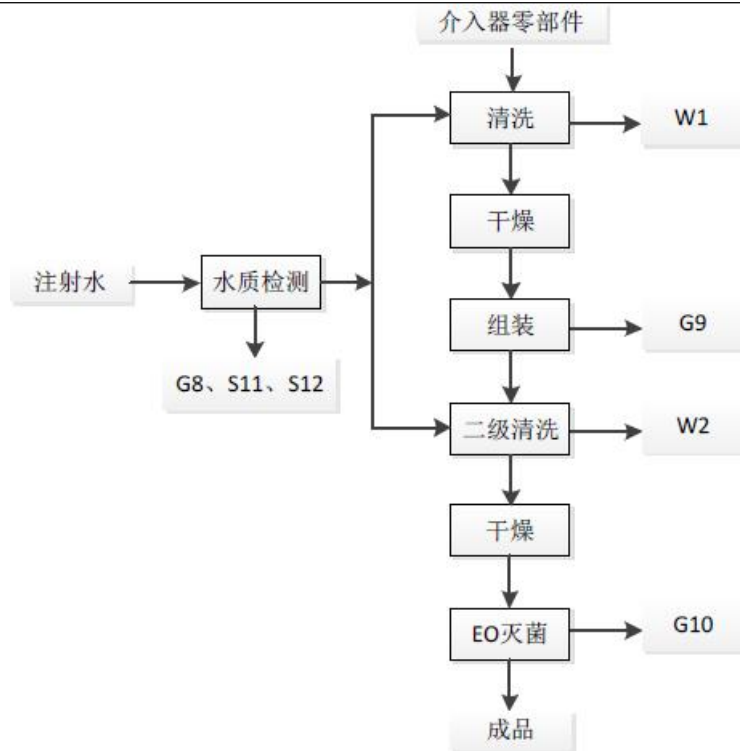 介入器零部件
清洗
W1
干燥
注射水
水质检测
组装
G9
G8、S11、S12
二级清洗
W2
干燥
EO灭菌
G10
成品